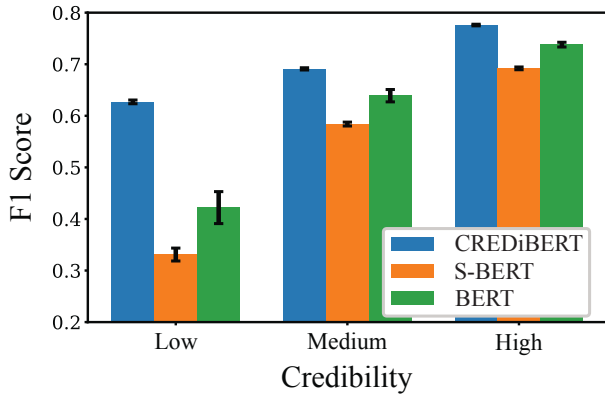 0.8
0.7
0.6
0.5
0.4
0.3
0.2
F1 Score
CREDiBERT
S-BERT
BERT
Low Medium High
Credibility